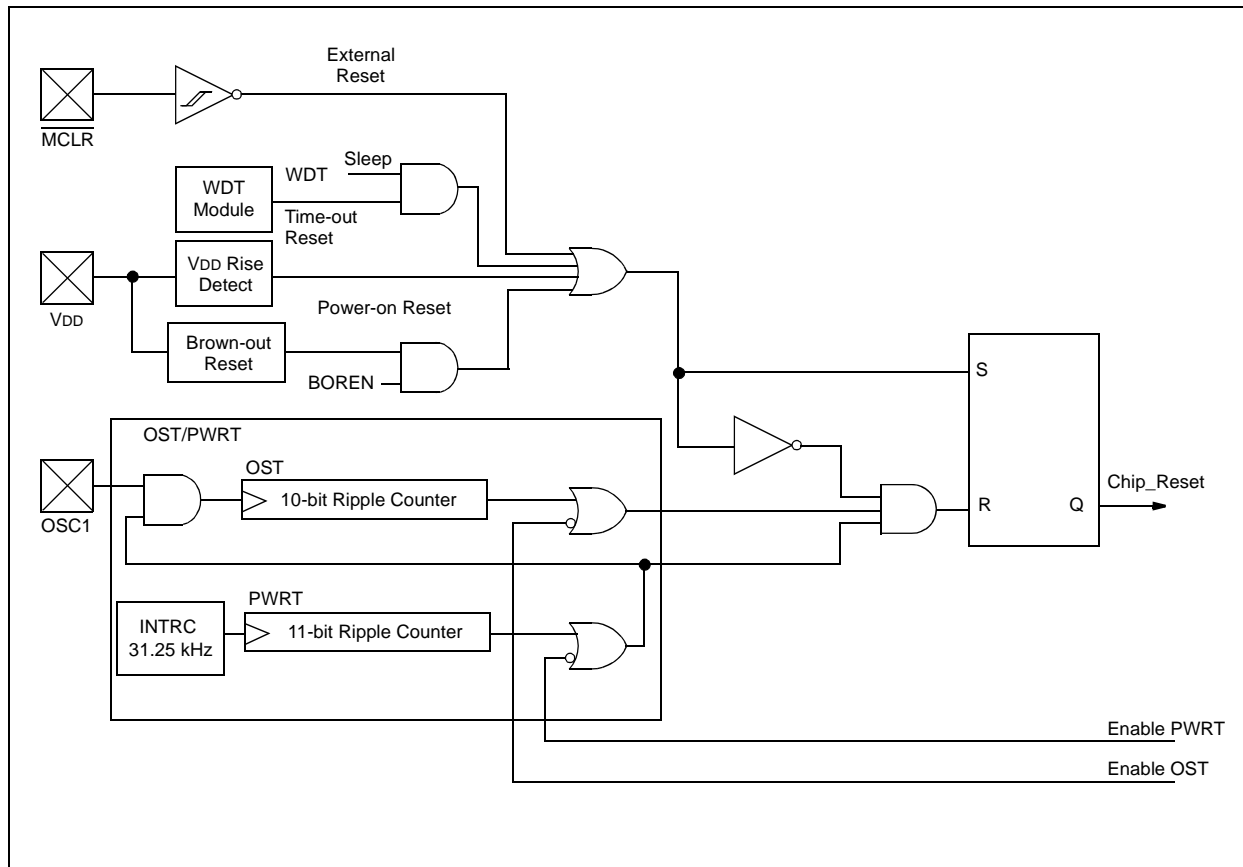 External
Reset
MCLR
Sleep
WDT
WDT
Module
Time-out
Reset
VDD Rise
Detect
VDD
Power-on Reset
Brown-out
Reset
BOREN
S
OST/PWRT
OST
OSC1
10-bit Ripple Counter
Chip_Reset
R
Q
PWRT
INTRC
31.25 kHz
11-bit Ripple Counter
Enable PWRT
Enable OST